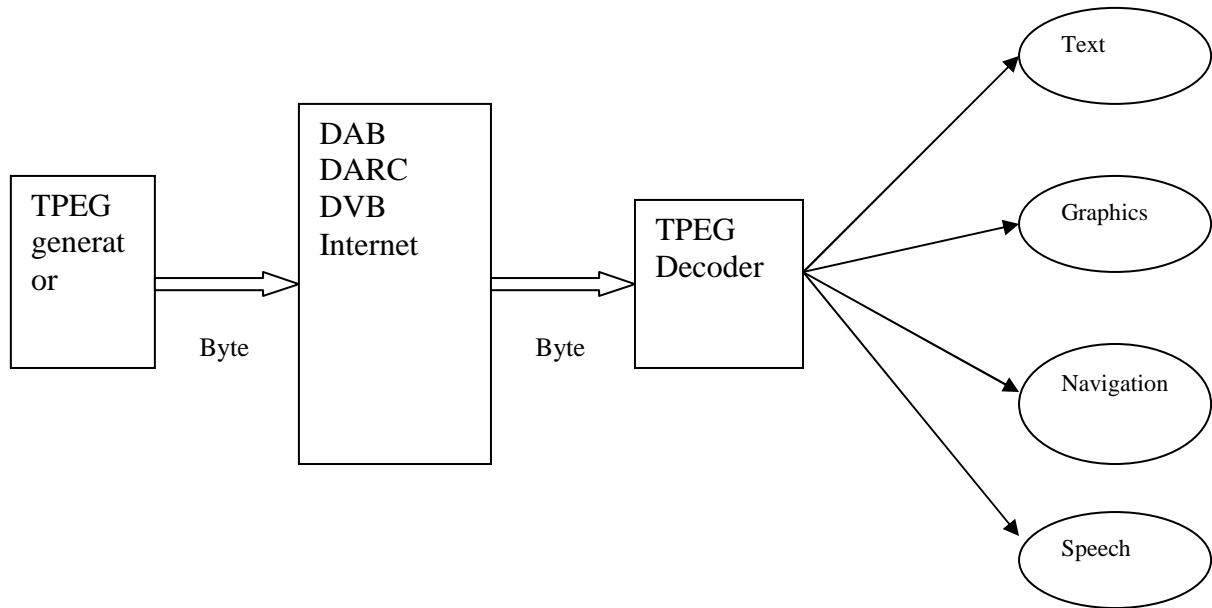 TPEG
generat
or
Byte
DAB
DARC
DVB
Internet
Byte
TPEG
Decoder
Text
Graphics
Navigation
Speech